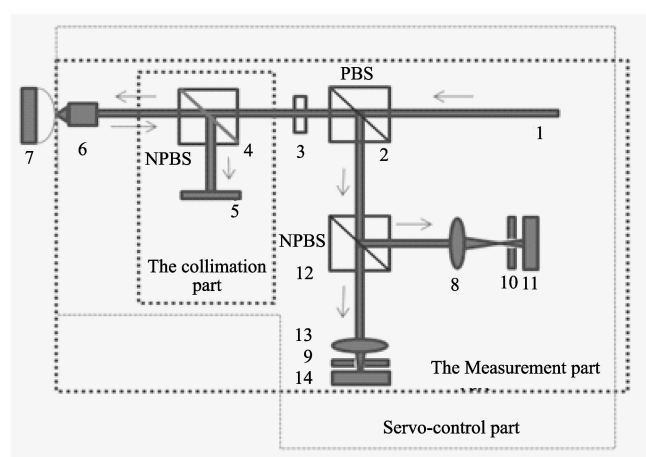 PBS
1
2
3
4
NPBS
6
7
5
NPBS
12
8
10 11
The collimation
part
13
9
14
The Measurement part
Servo-control part